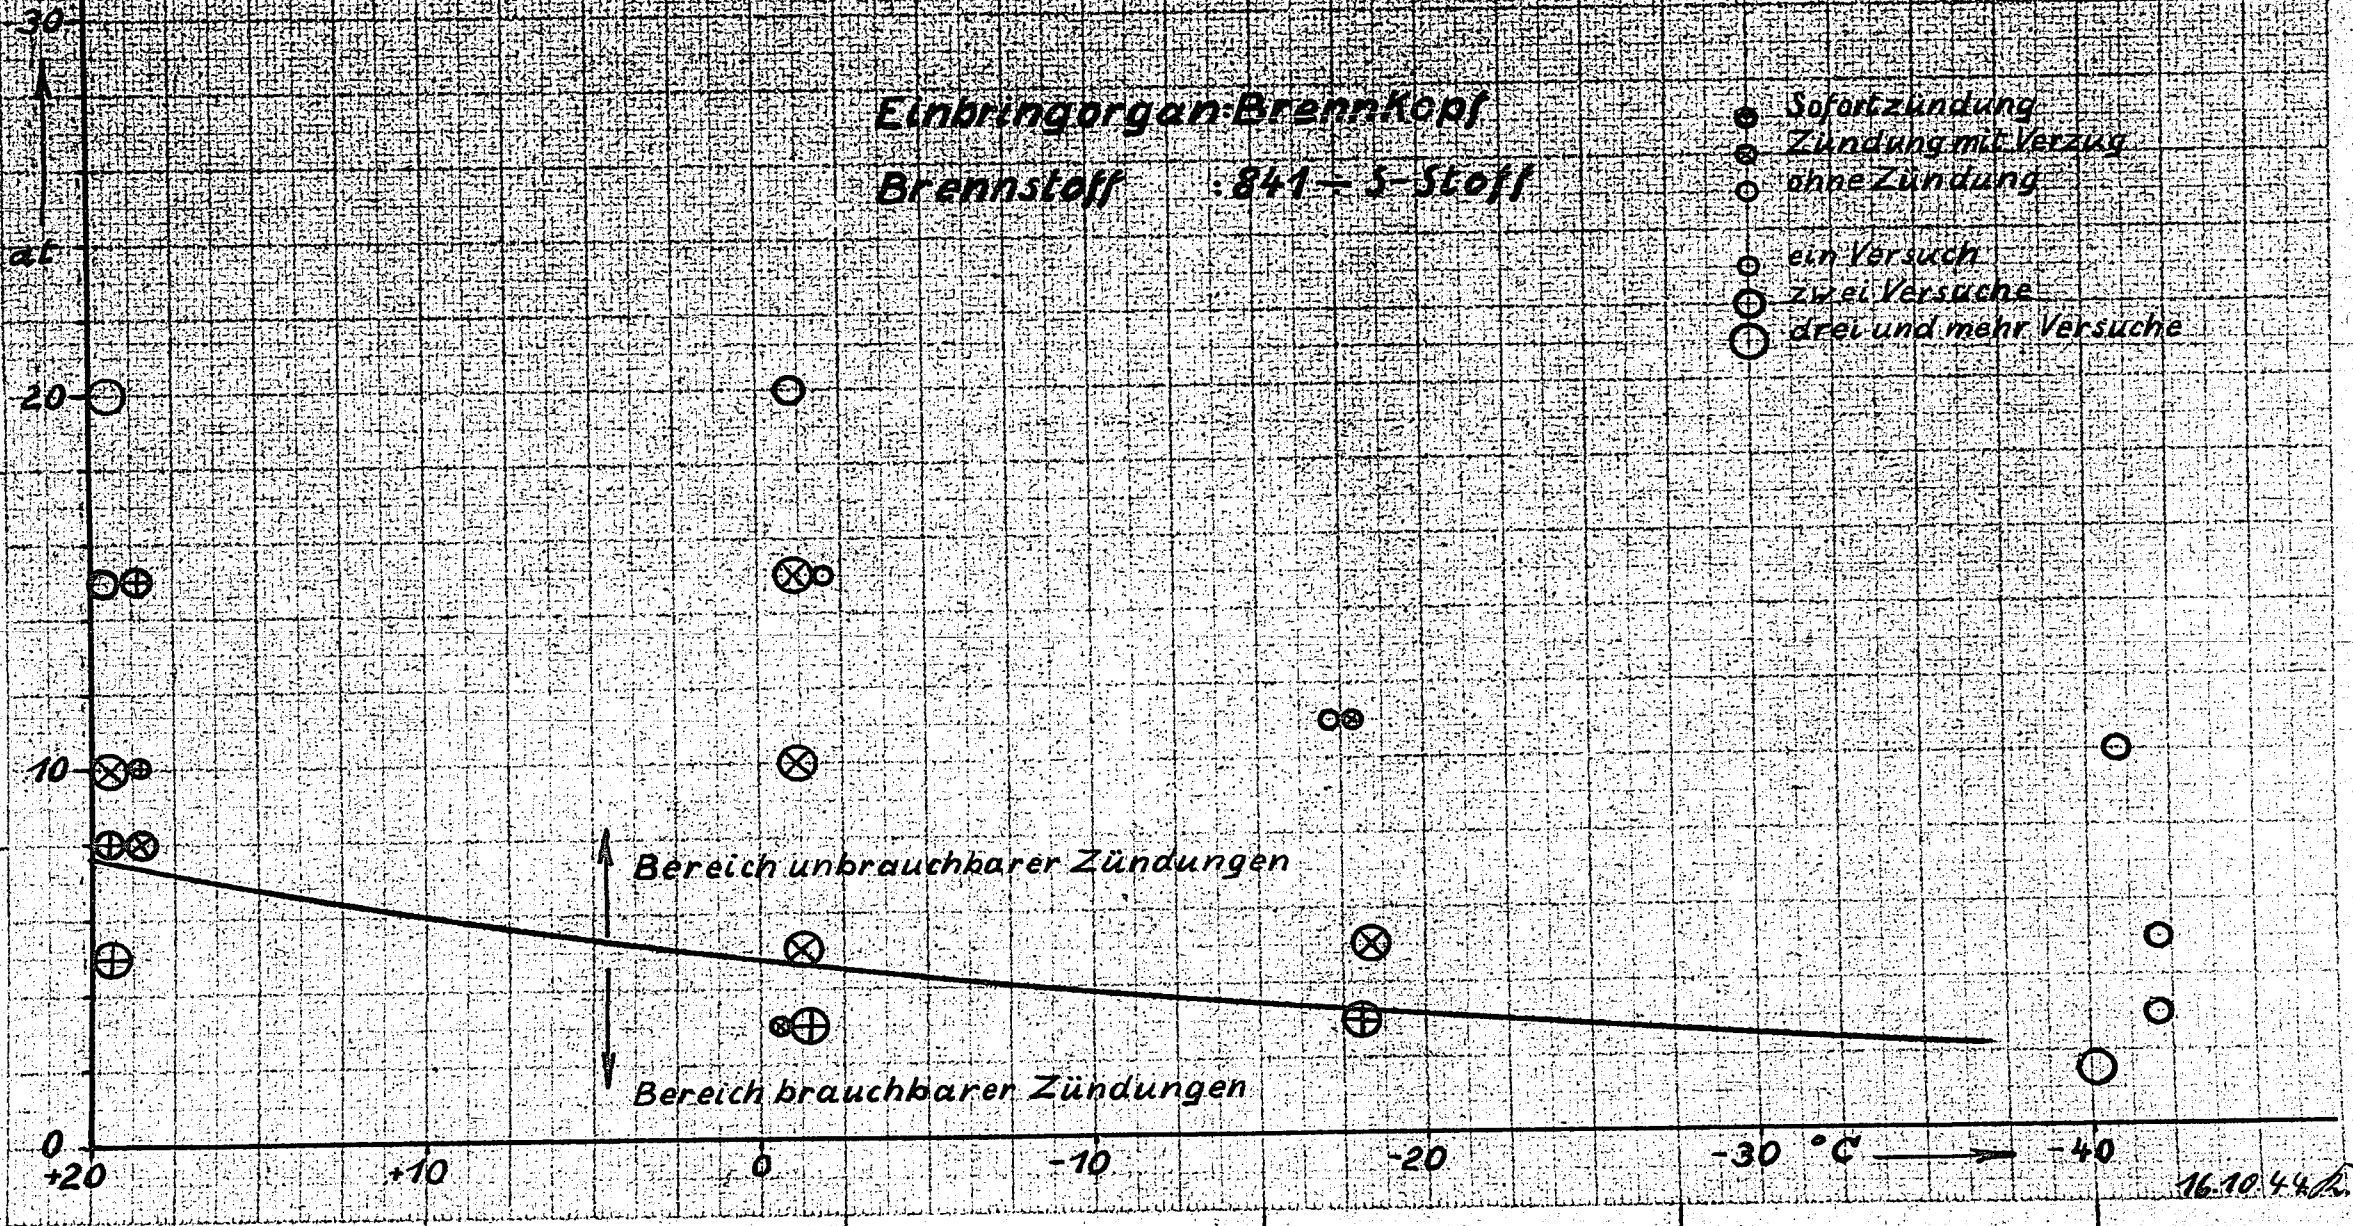 30
at
20
10
0
Einbringorgan: BrennKopf
Brennstoff : 841 - S-Stoff
Sofortzündung
Zündung mit Verzug
ohne Zündung
ein Versuch
zwei Versuche
drei und mehr Versuche
Bereich unbrauchbarer Zündungen
Bereich brauchbarer Zündungen
+20 +10 0 -10 -20 -30 °C -40
16.10.44